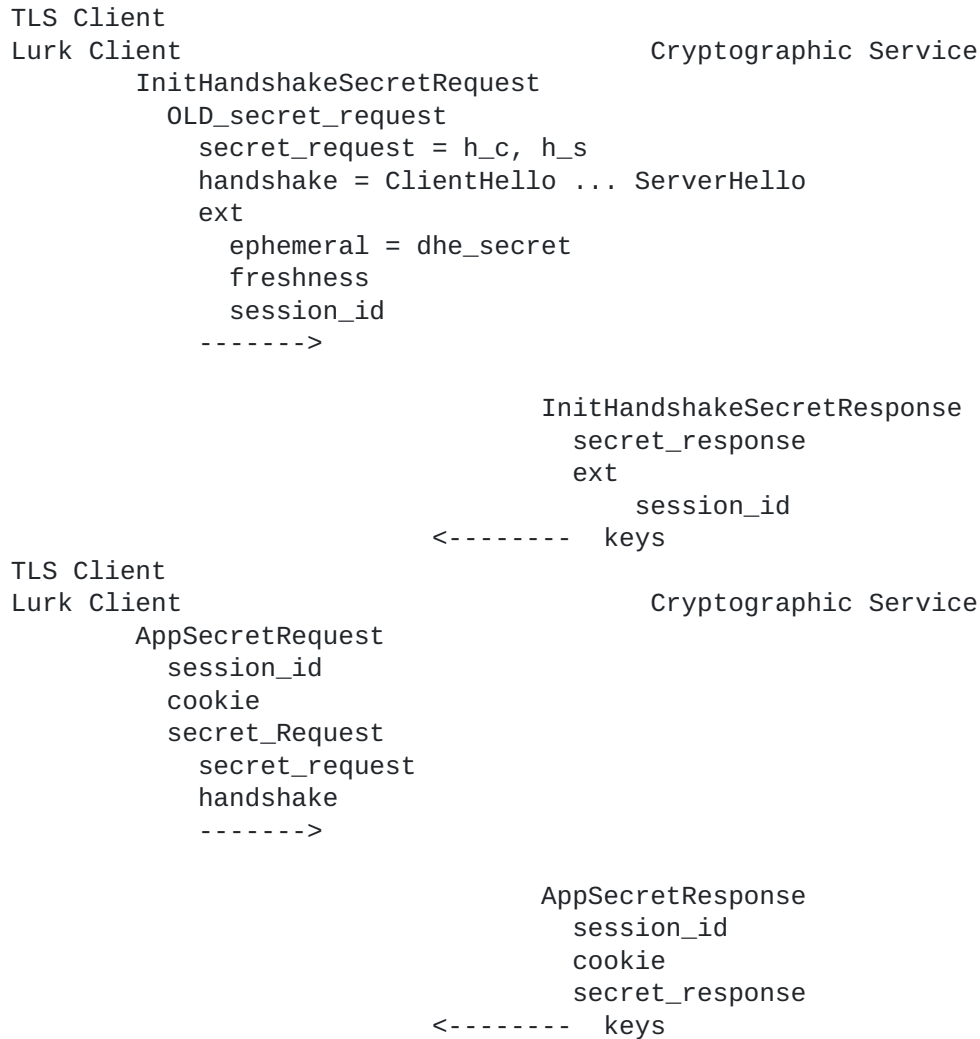 TLS Client
Lurk Client                              Cryptographic Service
        InitHandshakeSecretRequest
          OLD_secret_request
            secret_request = h_c, h_s
            handshake = ClientHello ... ServerHello
            ext
              ephemeral = dhe_secret
              freshness
              session_id
            ------->

                                  InitHandshakeSecretResponse
                                    secret_response
                                    ext
                                        session_id
                           <--------  keys
TLS Client
Lurk Client                              Cryptographic Service
        AppSecretRequest
          session_id
          cookie
          secret_Request
            secret_request
            handshake
            ------->

                                  AppSecretResponse
                                    session_id
                                    cookie
                                    secret_response
                           <--------  keys